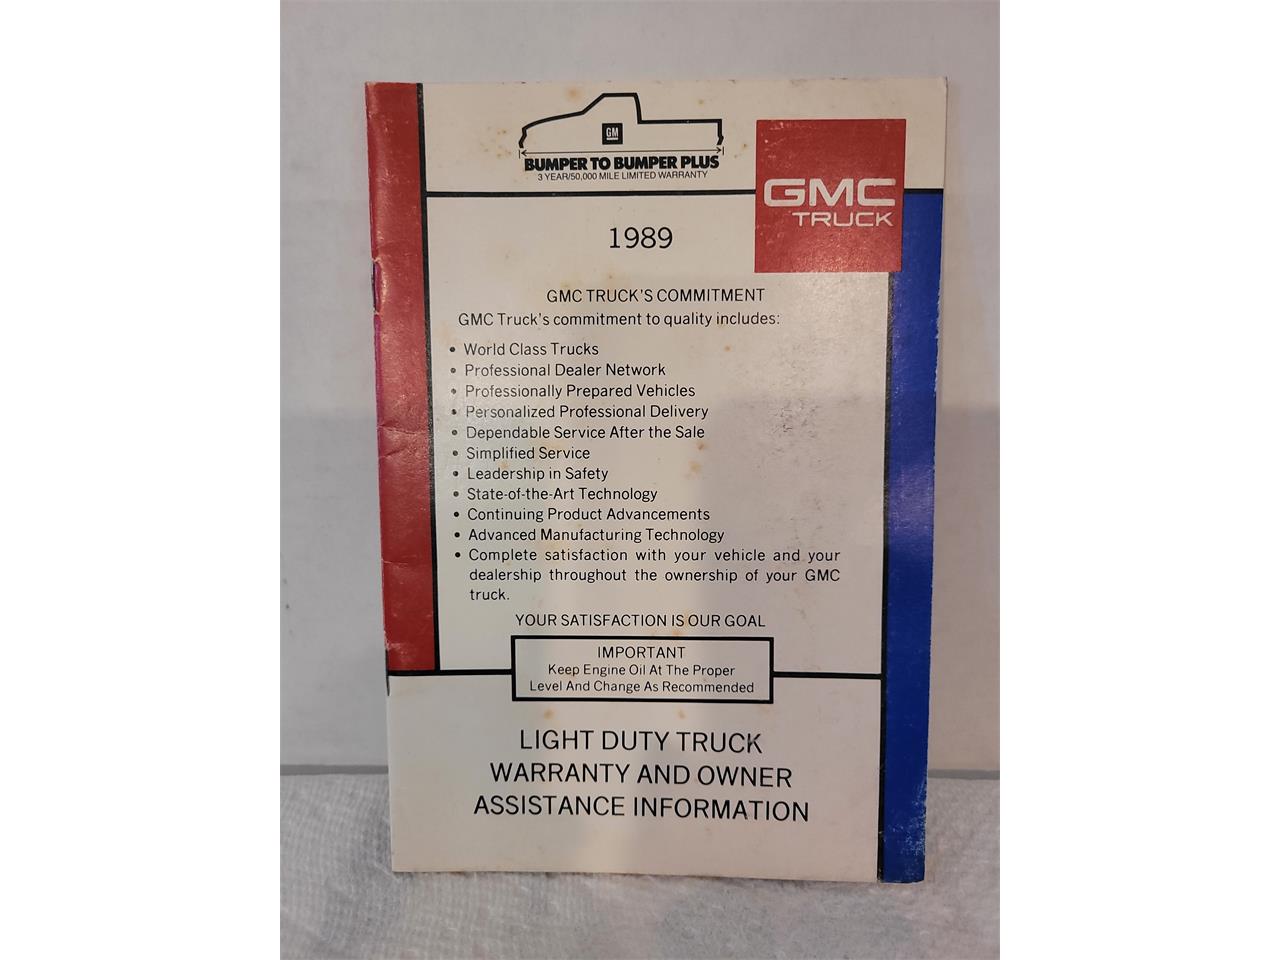 GM
BUMPER TO BUMPER PLUS
3 YEAR/50,000 MILE LIMITED WARRANTY
GMC
TRUCK
1989
GMC TRUCK'S COMMITMENT
GMC Truck's commitment to quality includes:
• World Class Trucks
• Professional Dealer Network
• Professionally Prepared Vehicles
• Personalized Professional Delivery
• Dependable Service After the Sale
• Simplified Service
• Leadership in Safety
• State-of-the-Art Technology
• Continuing Product Advancements
• Advanced Manufacturing Technology
• Complete satisfaction with your vehicle and your
dealership throughout the ownership of your GMC
truck.
YOUR SATISFACTION IS OUR GOAL
IMPORTANT
Keep Engine Oil At The Proper
Level And Change As Recommended
LIGHT DUTY TRUCK
WARRANTY AND OWNER
ASSISTANCE INFORMATION